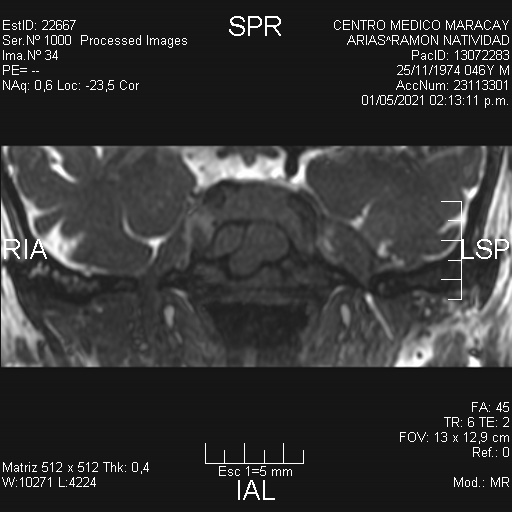 EstID: 22667
Ser.Nº 1000  Processed Images
Ima.Nº 34
PE= --
NAq: 0,6 Loc: -23,5 Cor
SPR
CENTRO MEDICO MARACAY
ARIAS^RAMON NATIVIDAD
PacID: 13072283
25/11/1974 046Y M
AccNum: 23113301
01/05/2021 02:13:11 p.m.
RIA
LSP
FA: 45
TR: 6 TE: 2
FOV: 13 x 12,9 cm
Ref.: 0
Matriz 512 x 512 Thk: 0,4
W:10271 L:4224
Esc 1=5 mm
IAL
Mod.: MR